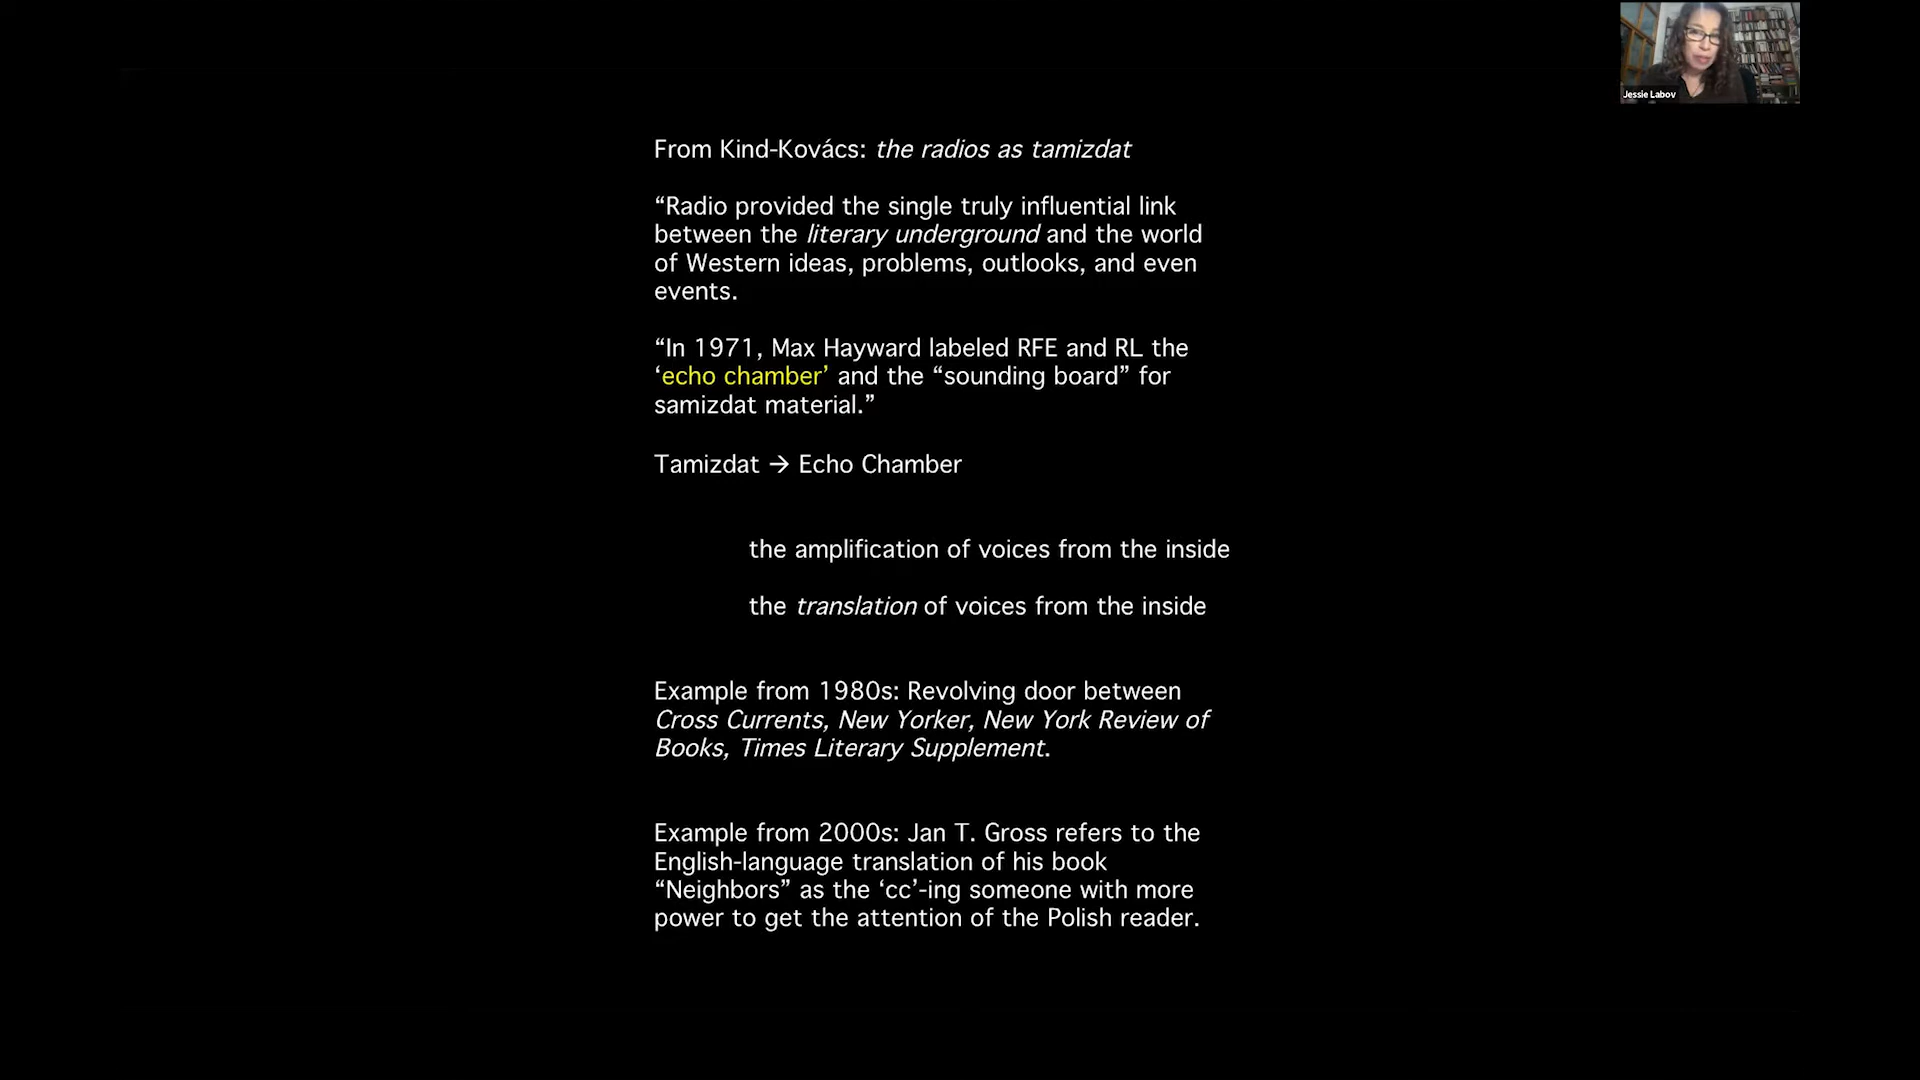 Jessie Labov
From Kind-Kovács: the radios as tamizdat
“Radio provided the single truly influential link
between the literary underground and the world
of Western ideas, problems, outlooks, and even
events.
“In 1971, Max Hayward labeled RFE and RL the
‘echo chamber’ and the “sounding board” for
samizdat material.”
Tamizdat → Echo Chamber
the amplification of voices from the inside
the translation of voices from the inside
Example from 1980s: Revolving door between
Cross Currents, New Yorker, New York Review of
Books, Times Literary Supplement.
Example from 2000s: Jan T. Gross refers to the
English-language translation of his book
“Neighbors” as the ‘cc’-ing someone with more
power to get the attention of the Polish reader.